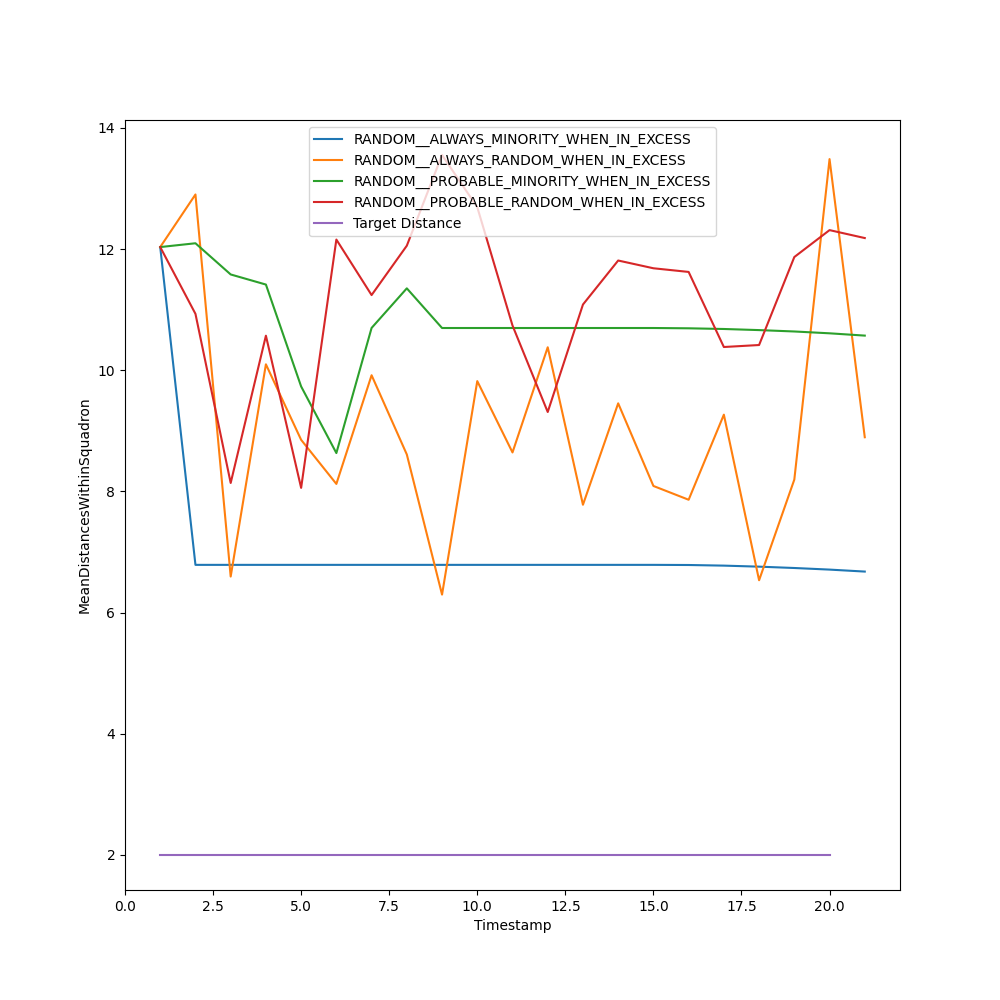 14
12
10
8
6
4
2
MeanDistancesWithinSquadron
RANDOM__ALWAYS_MINORITY_WHEN_IN_EXCESS
RANDOM__ALWAYS_RANDOM_WHEN_IN_EXCESS
RANDOM__PROBABLE_MINORITY_WHEN_IN_EXCESS
RANDOM__PROBABLE_RANDOM_WHEN_IN_EXCESS
Target Distance
0.0 2.5 5.0 7.5 10.0 12.5 15.0 17.5 20.0
Timestamp